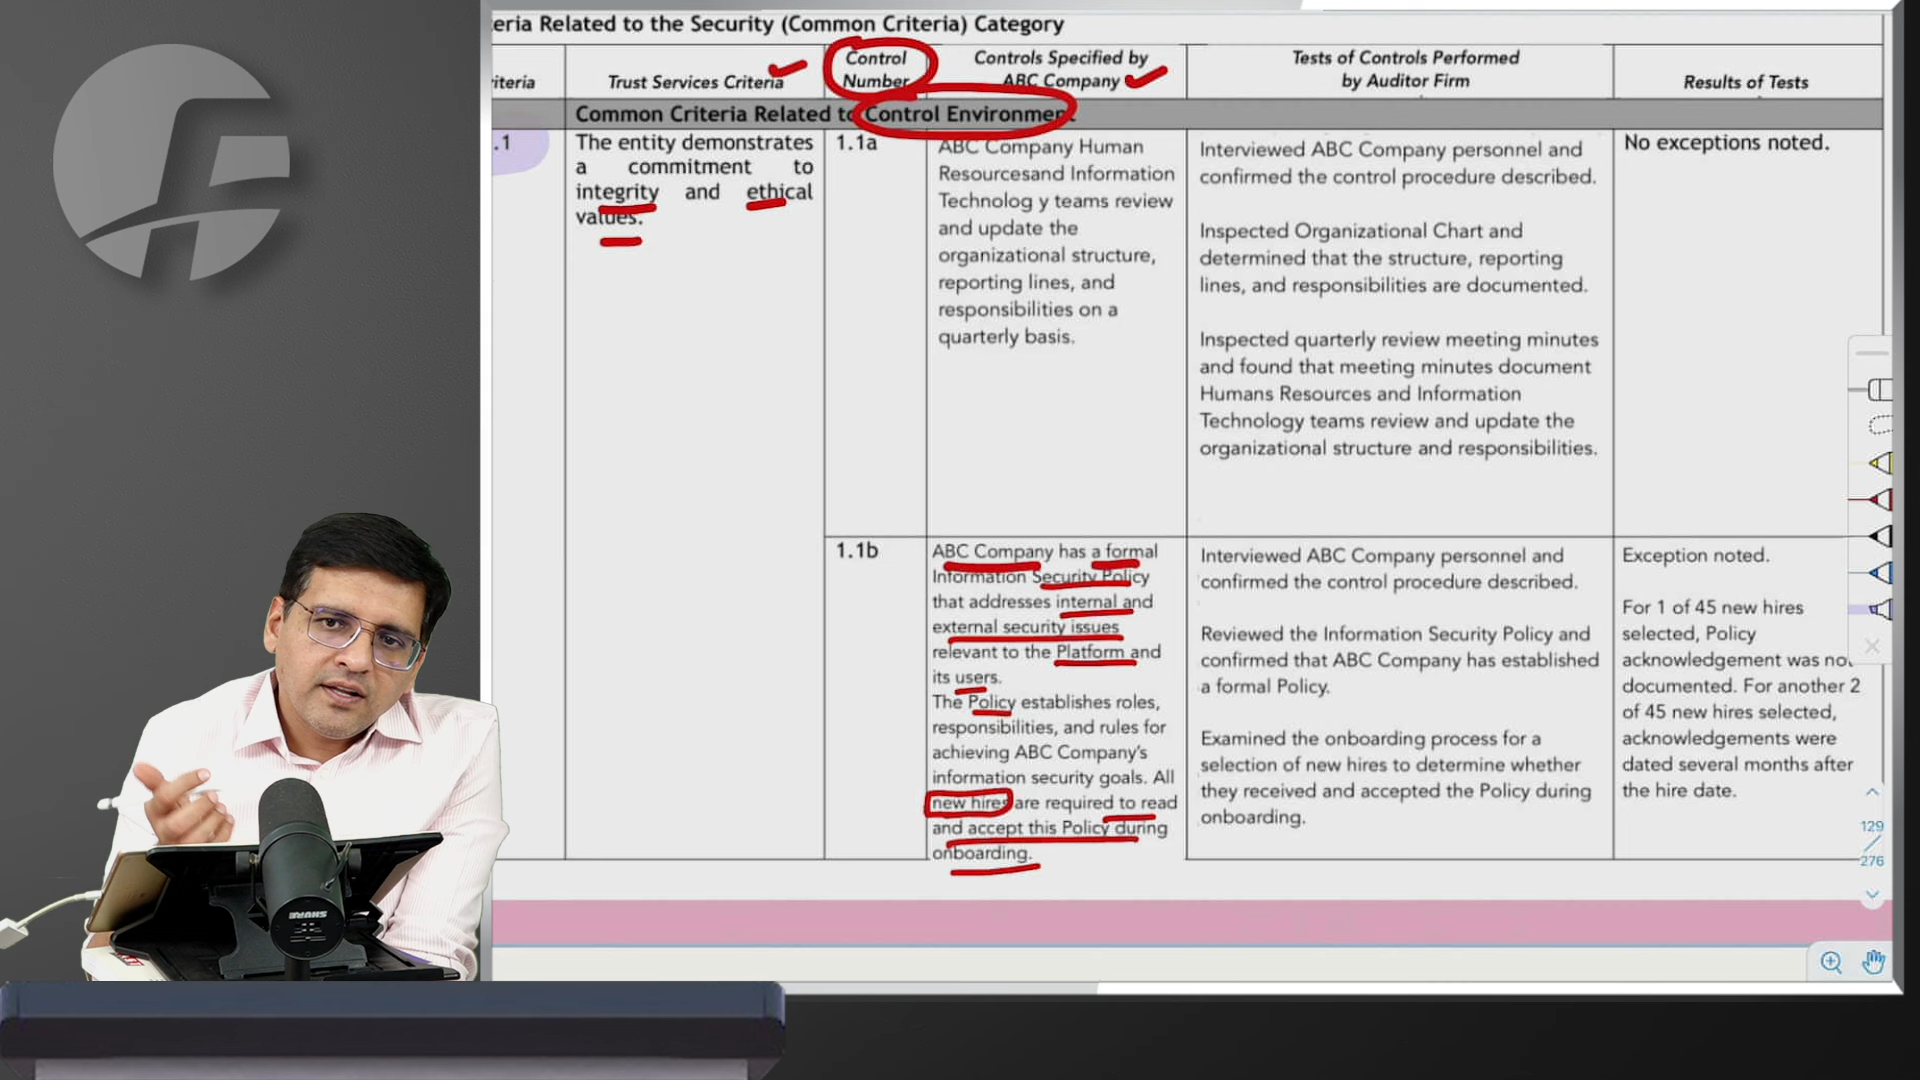 eria Related to the Security (Common Criteria) Category
iteria
Trust Services Criteria
Control
Number
Controls Specified by
ABC Company
Tests of Controls Performed
by Auditor Firm
Results of Tests
Common Criteria Related to Control Environment
.1
The entity demonstrates
a commitment to
integrity and ethical
values.
1.1a
ABC Company Human
Resourcesand Information
Technolog y teams review
and update the
organizational structure,
reporting lines, and
responsibilities on a
quarterly basis.
Interviewed ABC Company personnel and
confirmed the control procedure described.
Inspected Organizational Chart and
determined that the structure, reporting
lines, and responsibilities are documented.
Inspected quarterly review meeting minutes
and found that meeting minutes document
Humans Resources and Information
Technology teams review and update the
organizational structure and responsibilities.
No exceptions noted.
1.1b
ABC Company has a formal
Information Security Policy
that addresses internal and
external security issues
relevant to the Platform and
its users.
The Policy establishes roles,
responsibilities, and rules for
achieving ABC Company's
information security goals. All
new hires are required to read
and accept this Policy during
onboarding.
Interviewed ABC Company personnel and
confirmed the control procedure described.
Reviewed the Information Security Policy and
confirmed that ABC Company has established
a formal Policy.
Examined the onboarding process for a
selection of new hires to determine whether
they received and accepted the Policy during
onboarding.
Exception noted.
For 1 of 45 new hires
selected, Policy
acknowledgement was not
documented. For another 2
of 45 new hires selected,
acknowledgements were
dated several months after
the hire date.
129
/
276
SHURE